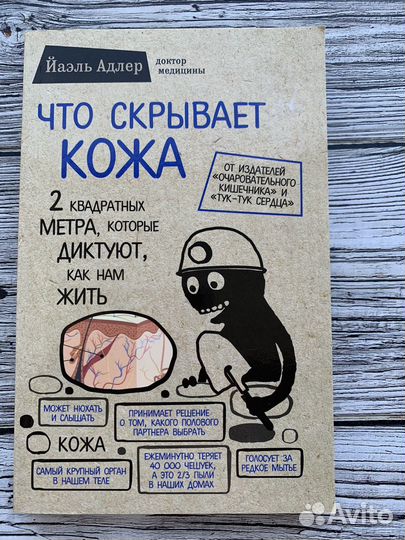 Йаэль Адлер
доктор
медицины
ЧТО СКРЫВАЕТ
КОЖА
ОТ ИЗДАТЕЛЕЙ
«ОЧАРОВАТЕЛЬНОГО
КИШЕЧНИКА» И
«ТУК-ТУК СЕРДЦА»
2 КВАДРАТНЫХ
МЕТРА, КОТОРЫЕ
ДИКТУЮТ,
КАК НАМ
ЖИТЬ
МОЖЕТ НЮХАТЬ
И СЛЫШАТЬ
ПРИНИМАЕТ РЕШЕНИЕ
О ТОМ, КАКОГО ПОЛОВОГО
ПАРТНЕРА ВЫБРАТЬ
КОЖА
САМЫЙ КРУПНЫЙ ОРГАН
В НАШЕМ ТЕЛЕ
ЕЖЕМИНУТНО ТЕРЯЕТ
40 000 ЧЕШУЕК,
А ЭТО 2/3 ПЫЛИ
В НАШИХ ДОМАХ
ГОЛОСУЕТ ЗА
РЕДКОЕ МЫТЬЕ
Avito